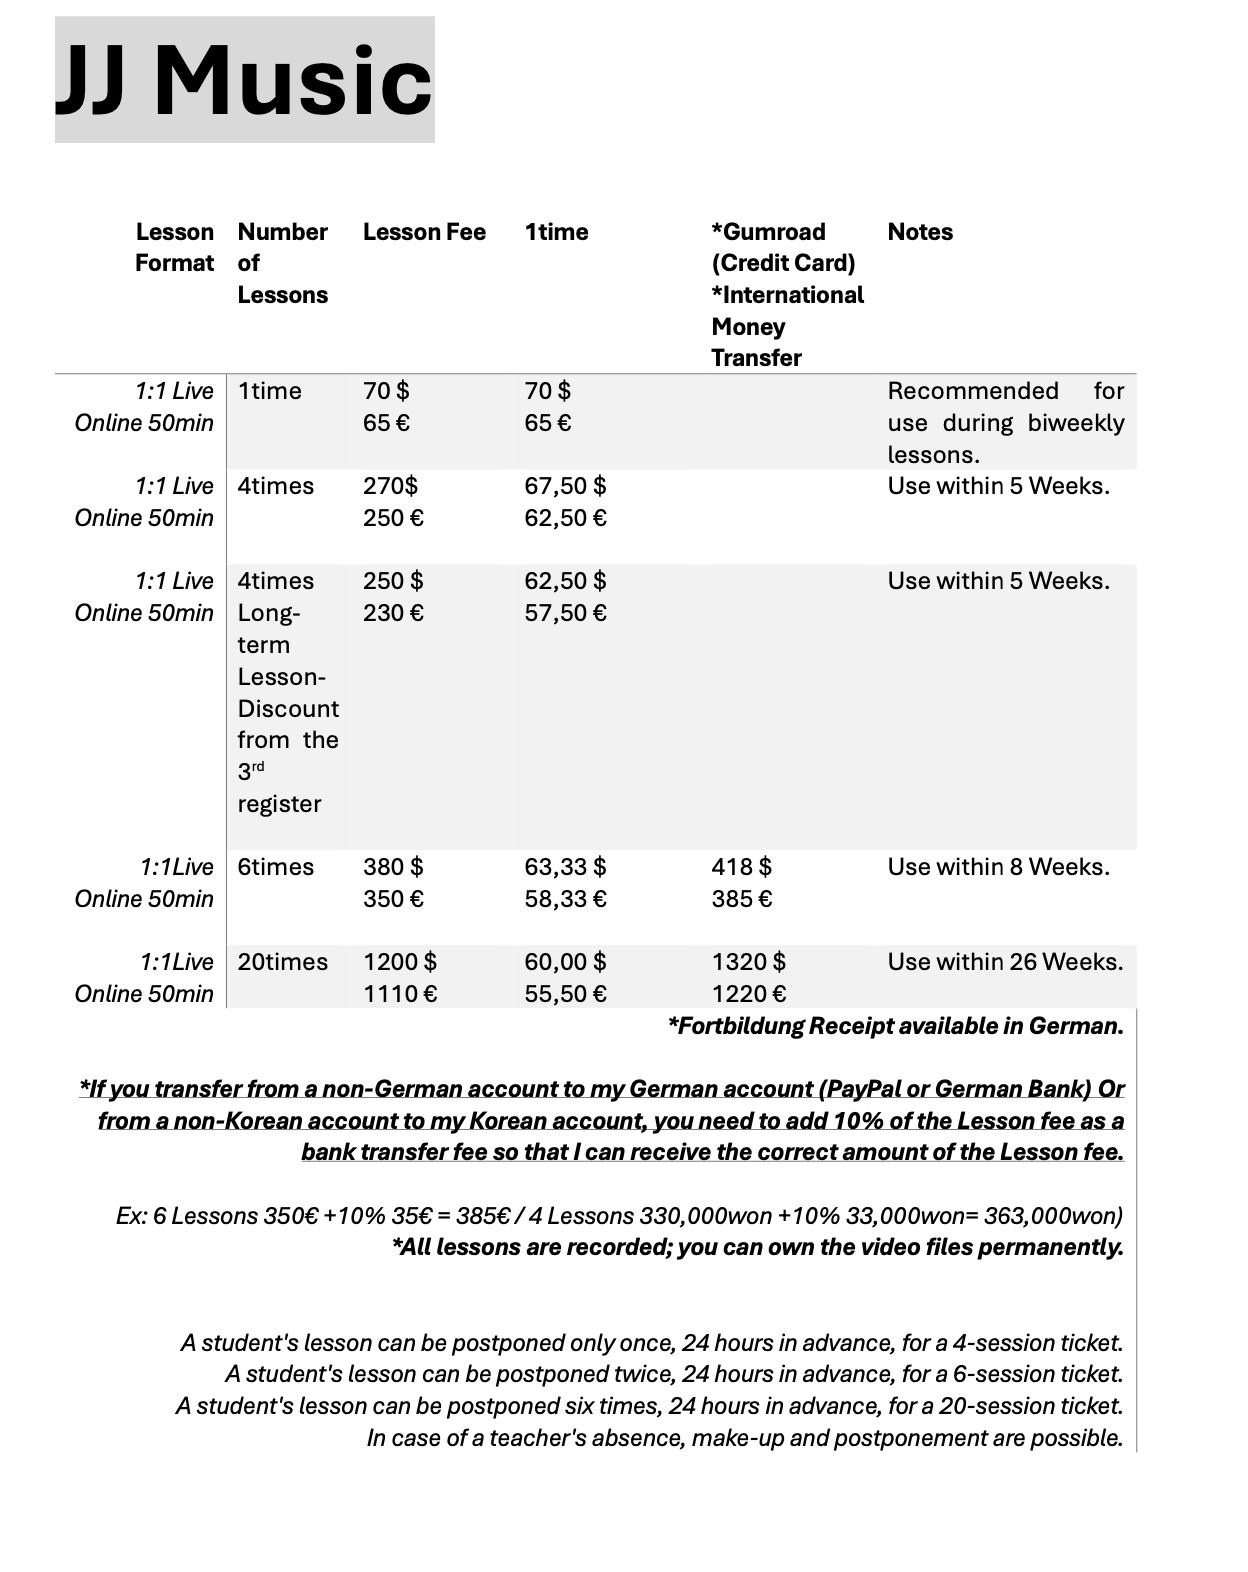 JJ Music
Lesson Format	Number of Lessons	Lesson Fee	1time	*Gumroad (Credit Card) *International Money Transfer	Notes
1:1 Live Online 50min	1time	70 $ 65 €	70 $ 65 €		Recommended for use during biweekly lessons.
1:1 Live Online 50min	4times	270$ 250 €	67,50 $ 62,50 €		Use within 5 Weeks.
1:1 Live Online 50min	4times Long-term Lesson-Discount from the 3rd register	250 $ 230 €	62,50 $ 57,50 €		Use within 5 Weeks.
1:1Live Online 50min	6times	380 $ 350 €	63,33 $ 58,33 €	418 $ 385 €	Use within 8 Weeks.
1:1Live Online 50min	20times	1200 $ 1110 €	60,00 $ 55,50 €	1320 $ 1220 €	Use within 26 Weeks.
*Fortbildung Receipt available in German.
*If you transfer from a non-German account to my German account (PayPal or German Bank) Or
from a non-Korean account to my Korean account, you need to add 10% of the Lesson fee as a
bank transfer fee so that I can receive the correct amount of the Lesson fee.
Ex: 6 Lessons 350€ +10% 35€ = 385€ / 4 Lessons 330,000won +10% 33,000won= 363,000won)
*All lessons are recorded; you can own the video files permanently.
A student's lesson can be postponed only once, 24 hours in advance, for a 4-session ticket.
A student's lesson can be postponed twice, 24 hours in advance, for a 6-session ticket.
A student's lesson can be postponed six times, 24 hours in advance, for a 20-session ticket.
In case of a teacher's absence, make-up and postponement are possible.